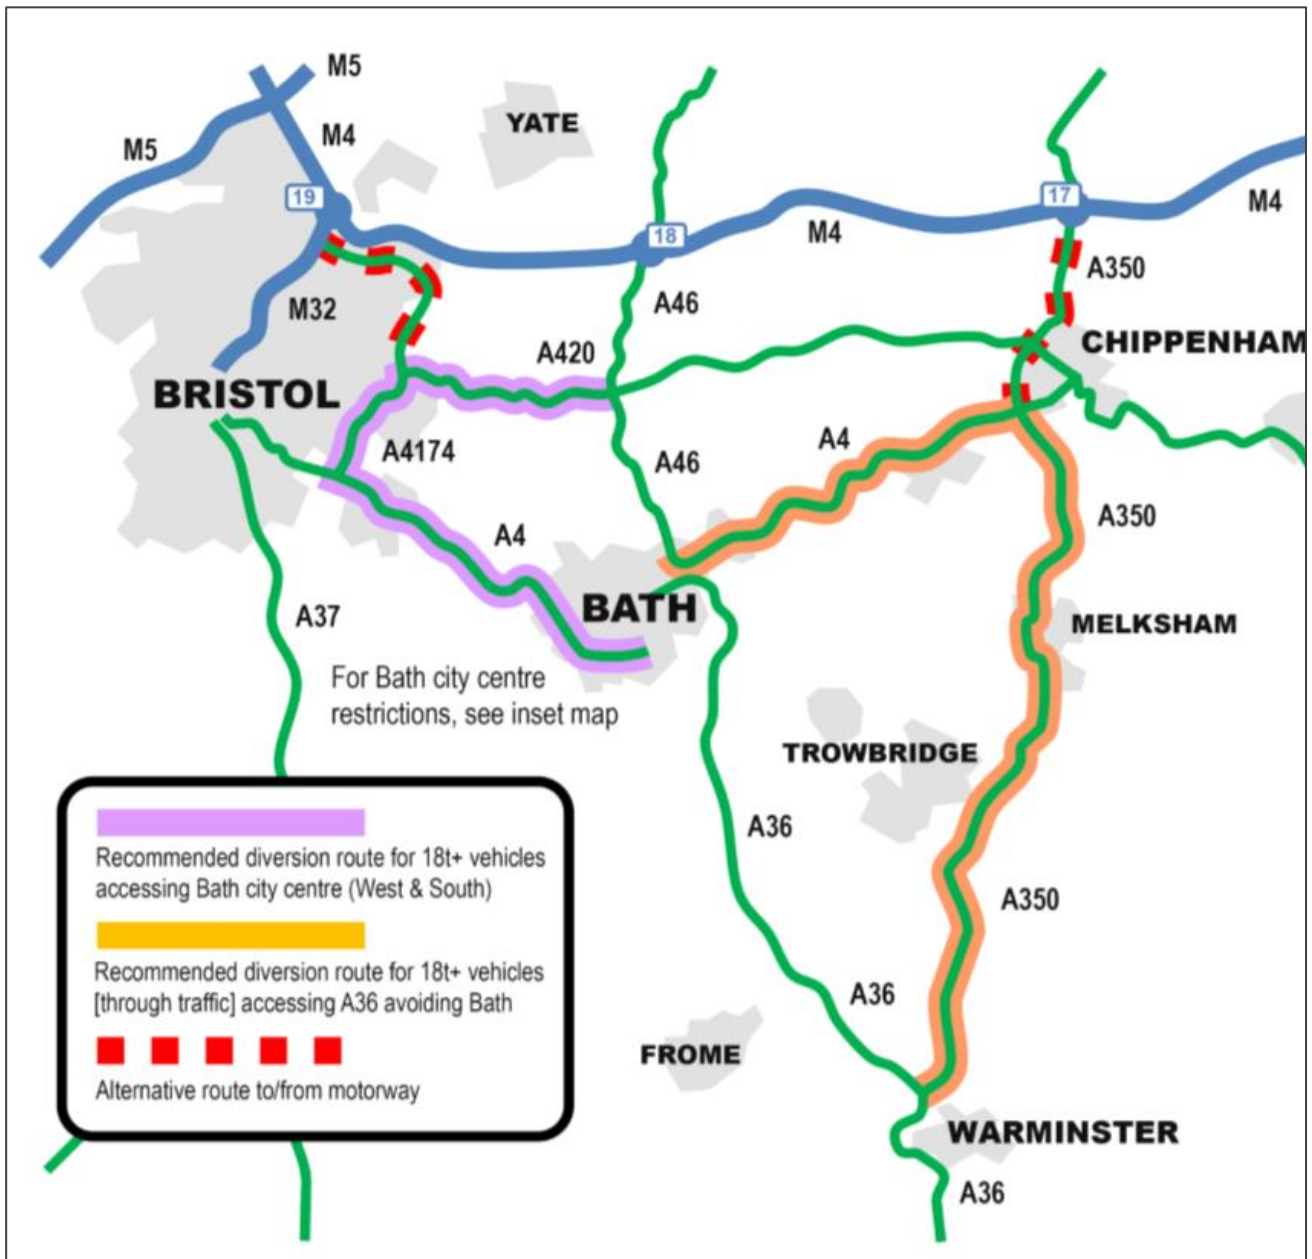 M5
M5
M4
YATE
19
17
M4
18
M4
M32
A46
A350
A420
CHIPPENHAM
BRISTOL
A4174
A46
A4
A4
A350
BATH
A37
MELKSHAM
For Bath city centre
restrictions, see inset map
TROWBRIDGE
A36
A350
A36
FROME
WARMINSTER
A36
Recommended diversion route for 18t+ vehicles
accessing Bath city centre (West & South)
Recommended diversion route for 18t+ vehicles
[through traffic] accessing A36 avoiding Bath
Alternative route to/from motorway